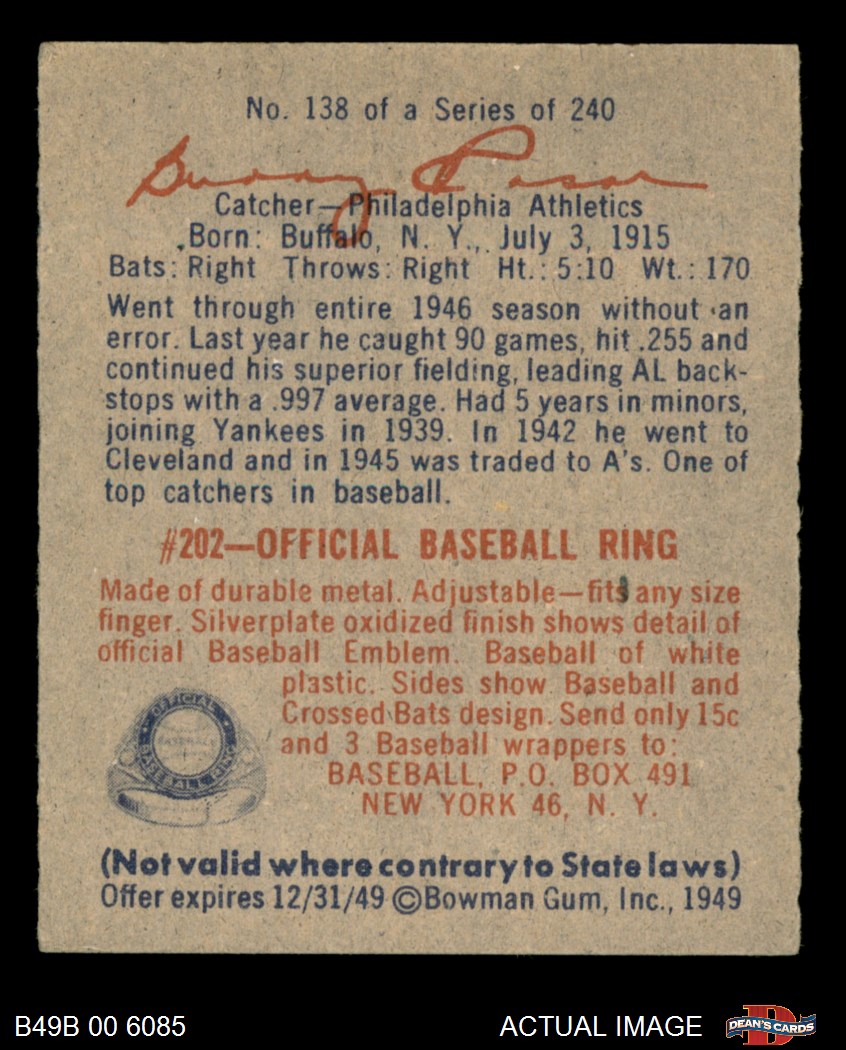 No. 138 of a Series of 240
Buddy Rosar
Catcher—Philadelphia Athletics
Born: Buffalo, N. Y., July 3, 1915
Bats: Right Throws: Right Ht.: 5:10 Wt.: 170
Went through entire 1946 season without an
error. Last year he caught 90 games, hit .255 and
continued his superior fielding, leading AL back-
stops with a .997 average. Had 5 years in minors,
joining Yankees in 1939. In 1942 he went to
Cleveland and in 1945 was traded to A's. One of
top catchers in baseball.
#202—OFFICIAL BASEBALL RING
Made of durable metal. Adjustable—fits any size
finger. Silverplate oxidized finish shows detail of
official Baseball Emblem. Baseball of white
plastic. Sides show Baseball and
Crossed Bats design. Send only 15c
and 3 Baseball wrappers to:
BASEBALL, P.O. BOX 491
NEW YORK 46, N. Y.
OFFICIAL
BASEBALL
BASEBALL RING
(Not valid where contrary to State laws)
Offer expires 12/31/49 ©Bowman Gum, Inc., 1949
B49B 00 6085
ACTUAL IMAGE
D
DEAN'S CARDS